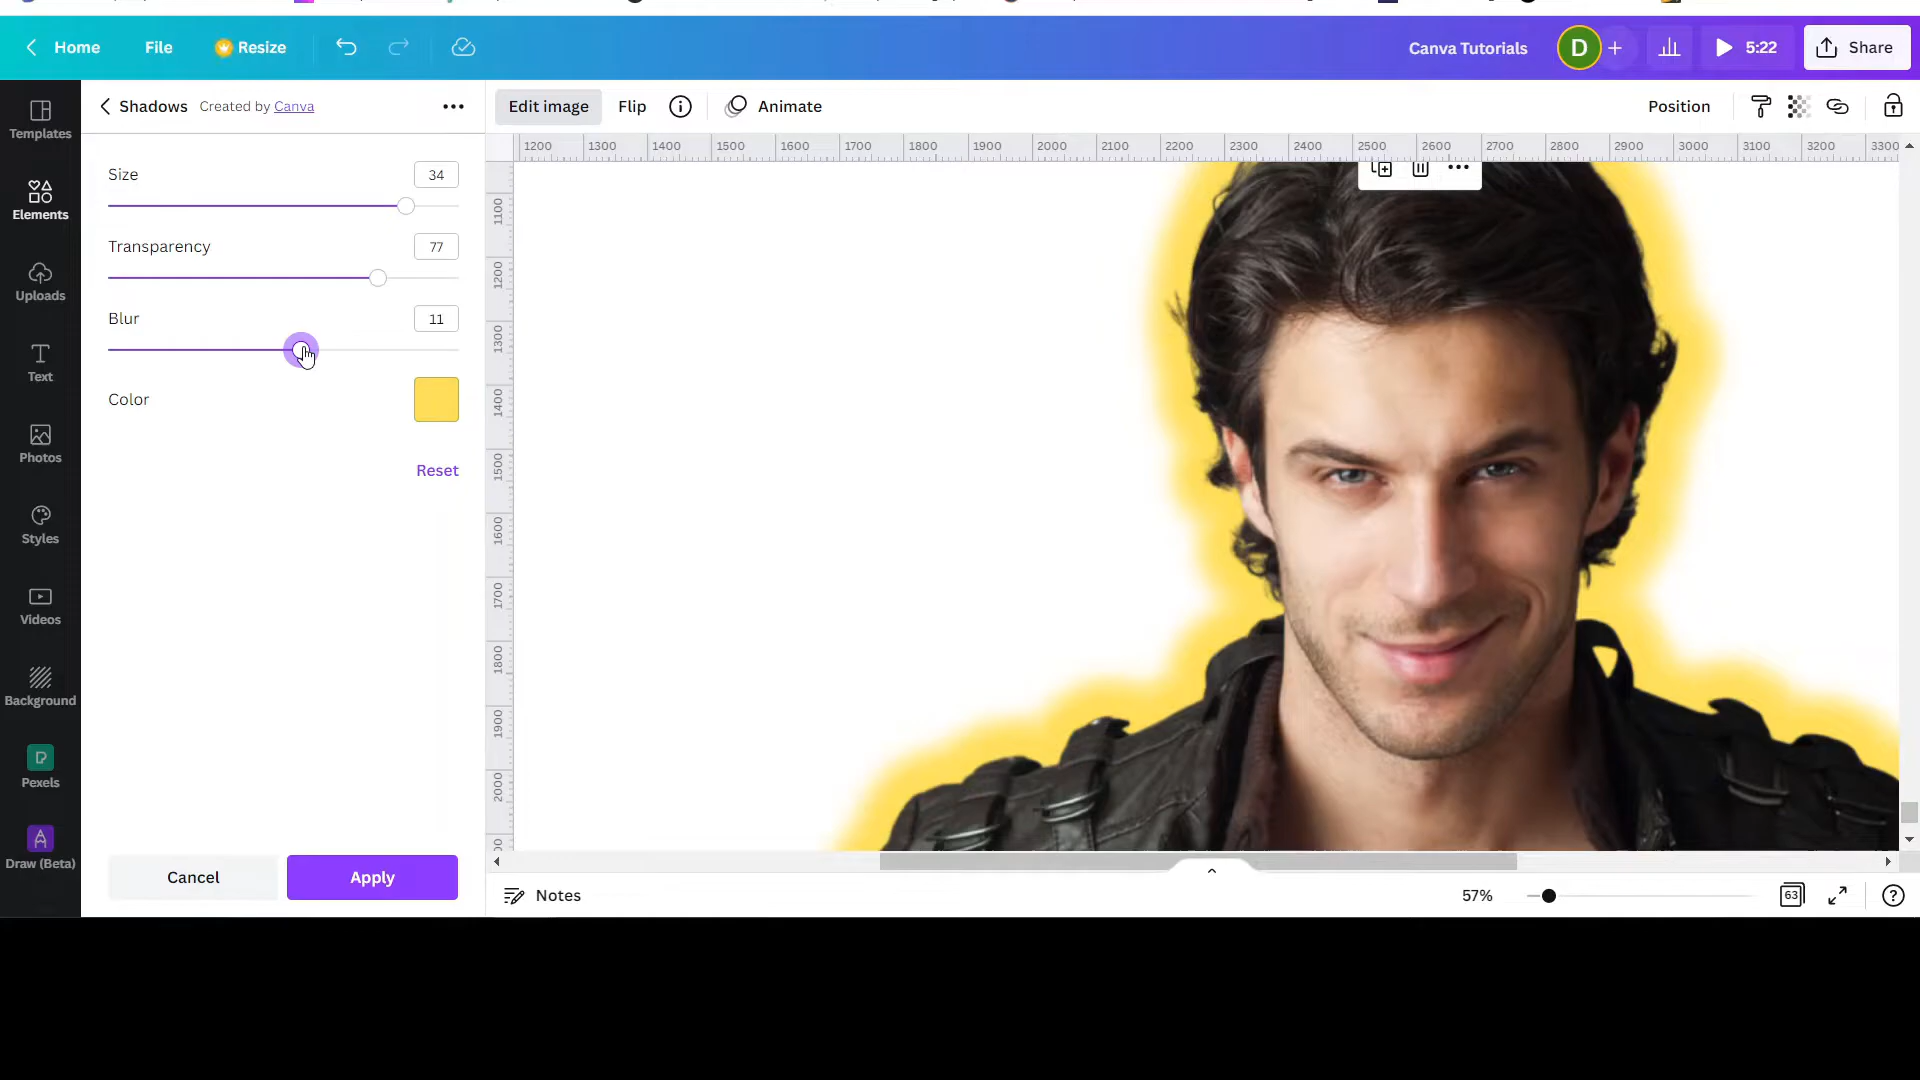 Home File Resize Canva Tutorials D + 5:22 Share
Shadows Created by Canva Edit image Flip Animate Position
1200 1300 1400 1500 1600 1700 1800 1900 2000 2100 2200 2300 2400 2500 2600 2700 2800 2900 3000 3100 3200 3300
Templates
Elements
Uploads
Text
Photos
Styles
Videos
Background
Pexels
Draw (Beta)
Size 34
Transparency 77
Blur 11
Color
Reset
Cancel Apply
1100
1200
1300
1400
1500
1600
1700
1800
1900
2000
Notes 57% 63 ?